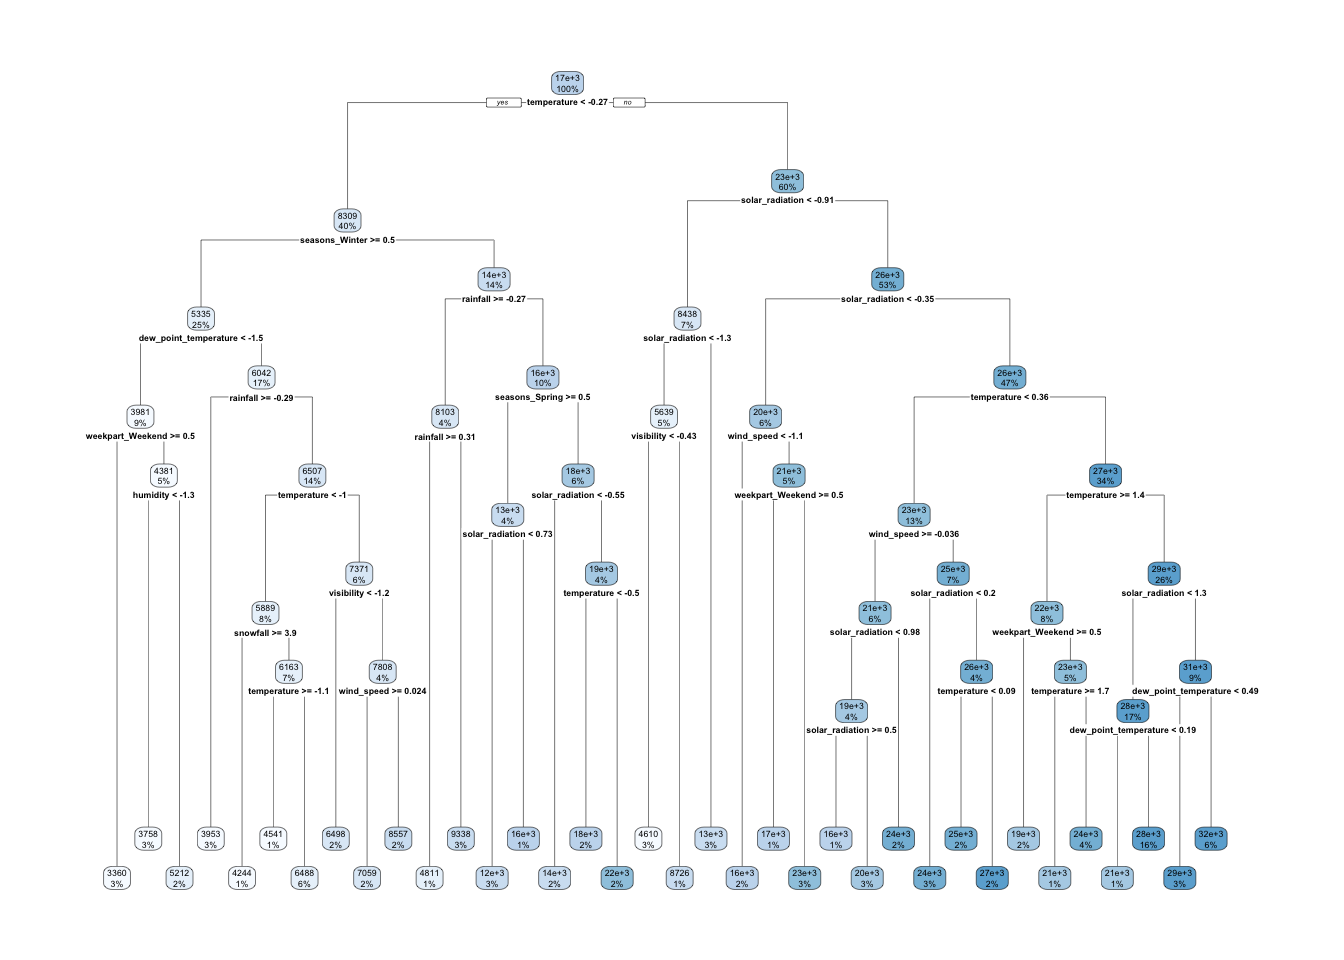 17e+3
100%
yes
temperature < -0.27
no
23e+3
60%
solar_radiation < -0.91
8309
40%
seasons_Winter >= 0.5
14e+3
14%
rainfall >= -0.27
26e+3
53%
solar_radiation < -0.35
5335
25%
dew_point_temperature < -1.5
8438
7%
solar_radiation < -1.3
6042
17%
rainfall >= -0.29
16e+3
10%
seasons_Spring >= 0.5
26e+3
47%
temperature < 0.36
3981
9%
weekpart_Weekend >= 0.5
8103
4%
rainfall >= 0.31
5639
5%
visibility < -0.43
20e+3
6%
wind_speed < -1.1
4381
5%
humidity < -1.3
6507
14%
temperature < -1
18e+3
6%
solar_radiation < -0.55
21e+3
5%
weekpart_Weekend >= 0.5
27e+3
34%
temperature >= 1.4
13e+3
4%
solar_radiation < 0.73
23e+3
13%
wind_speed >= -0.036
7371
6%
visibility < -1.2
19e+3
4%
temperature < -0.5
25e+3
7%
solar_radiation < 0.2
29e+3
26%
solar_radiation < 1.3
5889
8%
snowfall >= 3.9
21e+3
6%
solar_radiation < 0.98
22e+3
8%
weekpart_Weekend >= 0.5
6163
7%
temperature >= -1.1
7808
4%
wind_speed >= 0.024
26e+3
4%
temperature < 0.09
23e+3
5%
temperature >= 1.7
31e+3
9%
dew_point_temperature < 0.49
19e+3
4%
solar_radiation >= 0.5
28e+3
17%
dew_point_temperature < 0.19
3758
3%
3953
3%
4541
1%
6498
2%
8557
2%
9338
3%
16e+3
1%
18e+3
2%
4610
3%
13e+3
3%
17e+3
1%
16e+3
1%
24e+3
2%
25e+3
2%
19e+3
2%
24e+3
4%
28e+3
16%
32e+3
6%
3360
3%
5212
2%
4244
1%
6488
6%
7059
2%
4811
1%
12e+3
3%
14e+3
2%
22e+3
2%
8726
1%
16e+3
2%
23e+3
3%
20e+3
3%
24e+3
3%
27e+3
2%
21e+3
1%
21e+3
1%
29e+3
3%